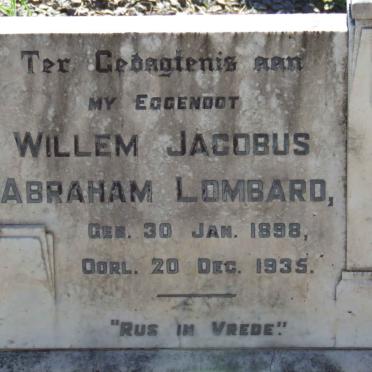 Ter Gedagtenis aan
MY EGGENOOT
WILLEM JACOBUS
ABRAHAM LOMBARD,
GEB. 30 JAN. 1898,
OORL. 20 DEC. 1935.
"RUS IN VREDE."